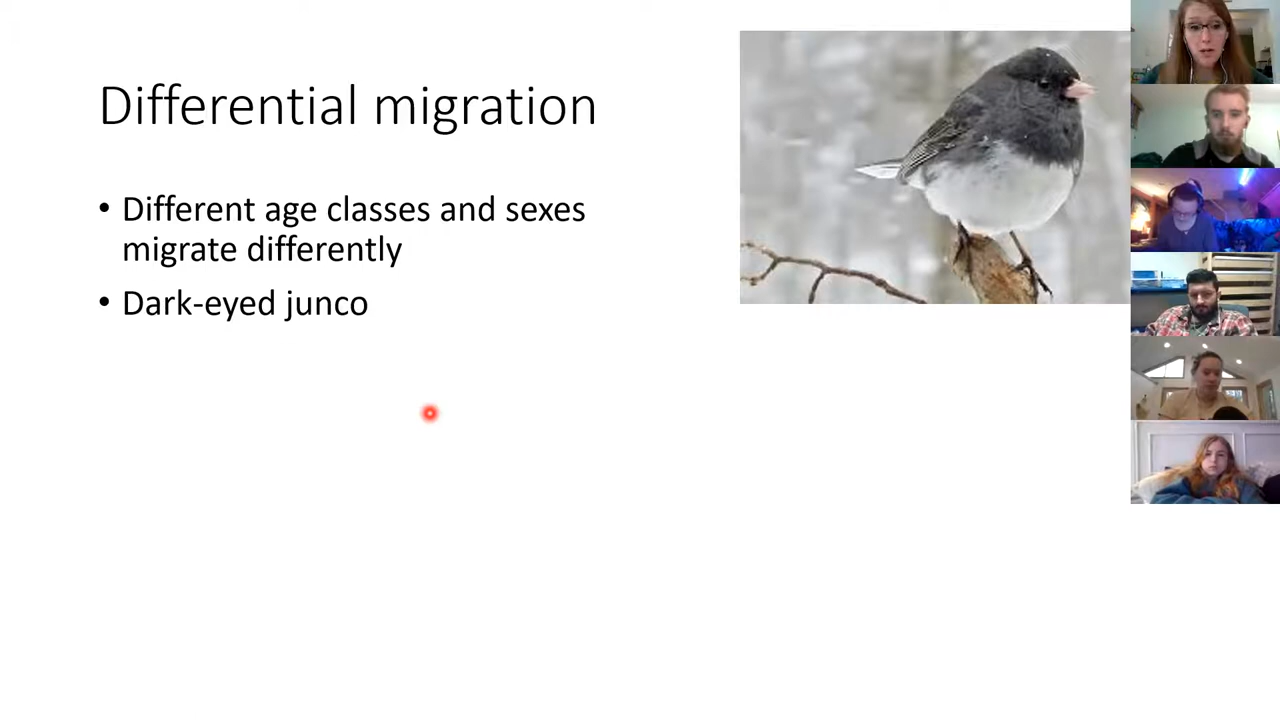 Differential migration
• Different age classes and sexes
migrate differently
• Dark-eyed junco